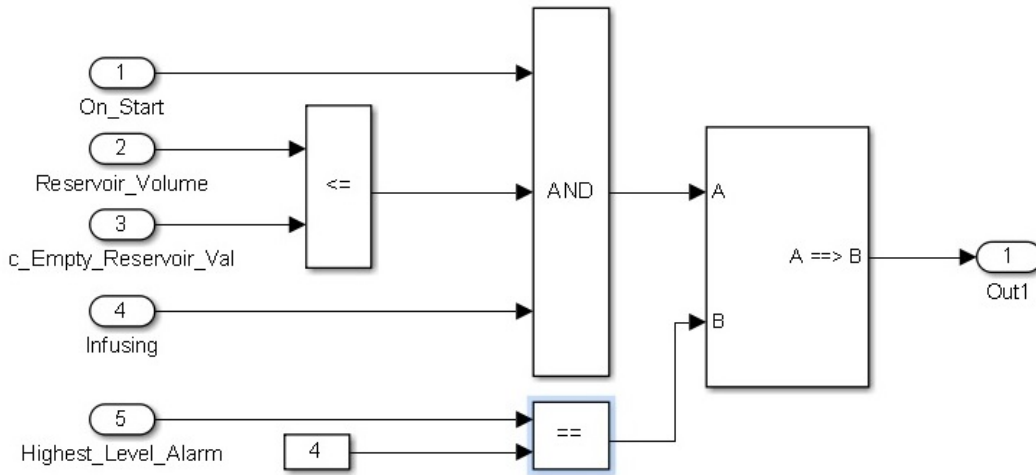 1
On_Start
2
Reservoir_Volume
<=
3
c_Empty_Reservoir_Val
4
Infusing
AND
A
A ==> B
B
1
Out1
5
Highest_Level_Alarm
4
==